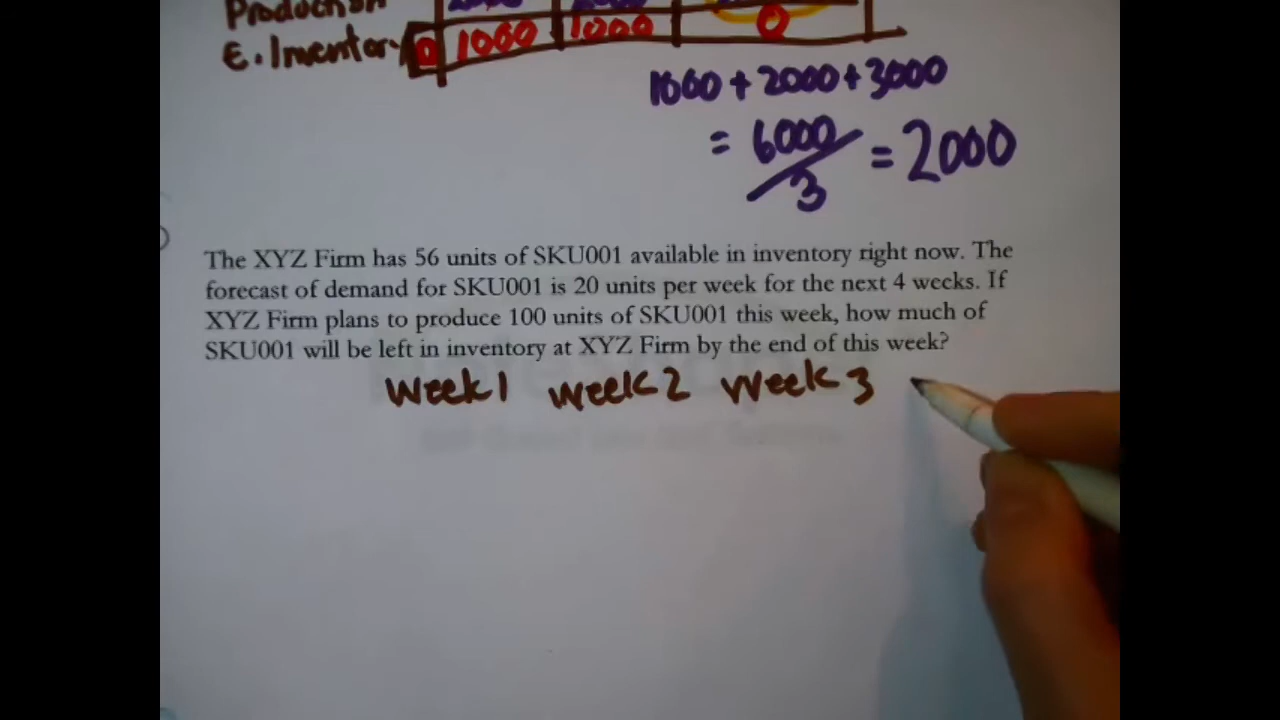 Production
E. Inventory 0 1000 1000 0
1000 + 2000 + 3000
= 6000/3 = 2000
The XYZ Firm has 56 units of SKU001 available in inventory right now. The
forecast of demand for SKU001 is 20 units per week for the next 4 weeks. If
XYZ Firm plans to produce 100 units of SKU001 this week, how much of
SKU001 will be left in inventory at XYZ Firm by the end of this week?
Week 1 week 2 week 3